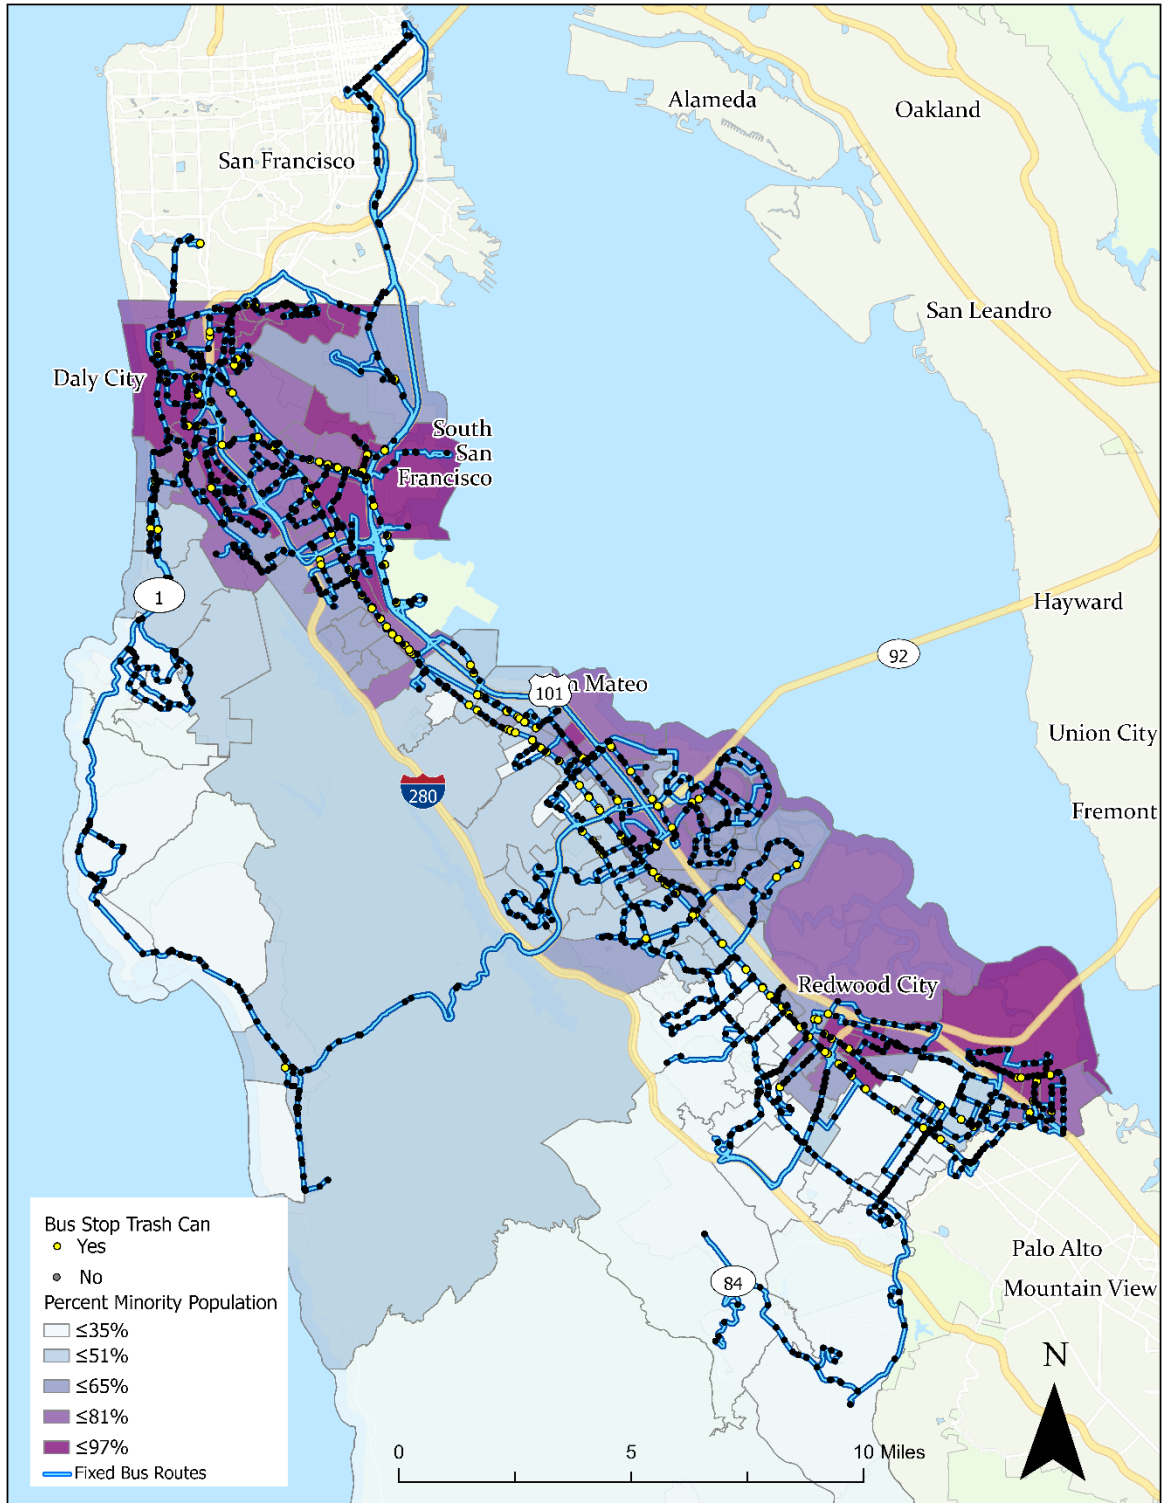 Alameda
Oakland
San Francisco
San Leandro
Daly City
South
San
Francisco
1
Hayward
92
101
n Mateo
Union City
280
Fremont
Redwood City
Palo Alto
84
Mountain View
Bus Stop Trash Can
Yes
No
Percent Minority Population
≤35%
≤51%
≤65%
≤81%
≤97%
Fixed Bus Routes
N
0 5 10 Miles